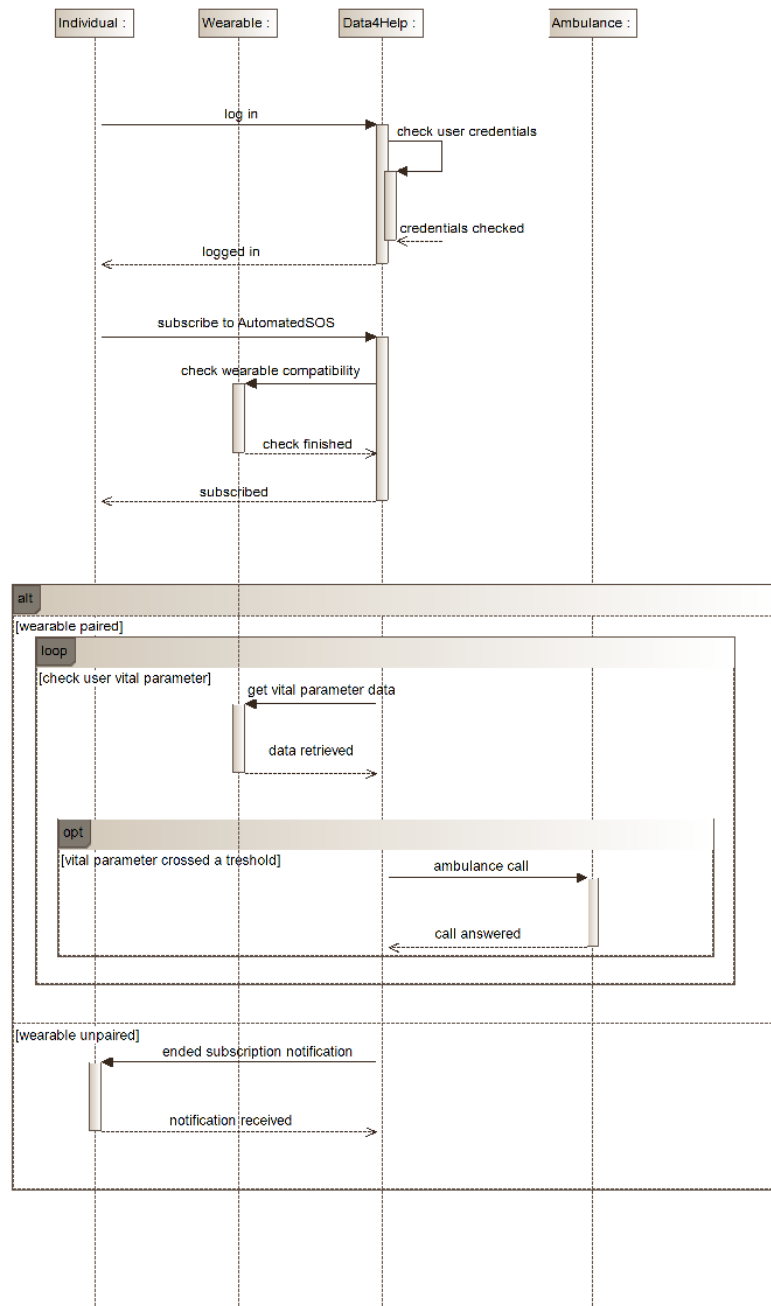 Individual :
Wearable :
Data4Help :
Ambulance :
log in
check user credentials
credentials checked
logged in
subscribe to AutomatedSOS
check wearable compatibility
check finished
subscribed
alt
[wearable paired]
loop
[check user vital parameter]
get vital parameter data
data retrieved
opt
[vital parameter crossed a treshold]
ambulance call
call answered
[wearable unpaired]
ended subscription notification
notification received